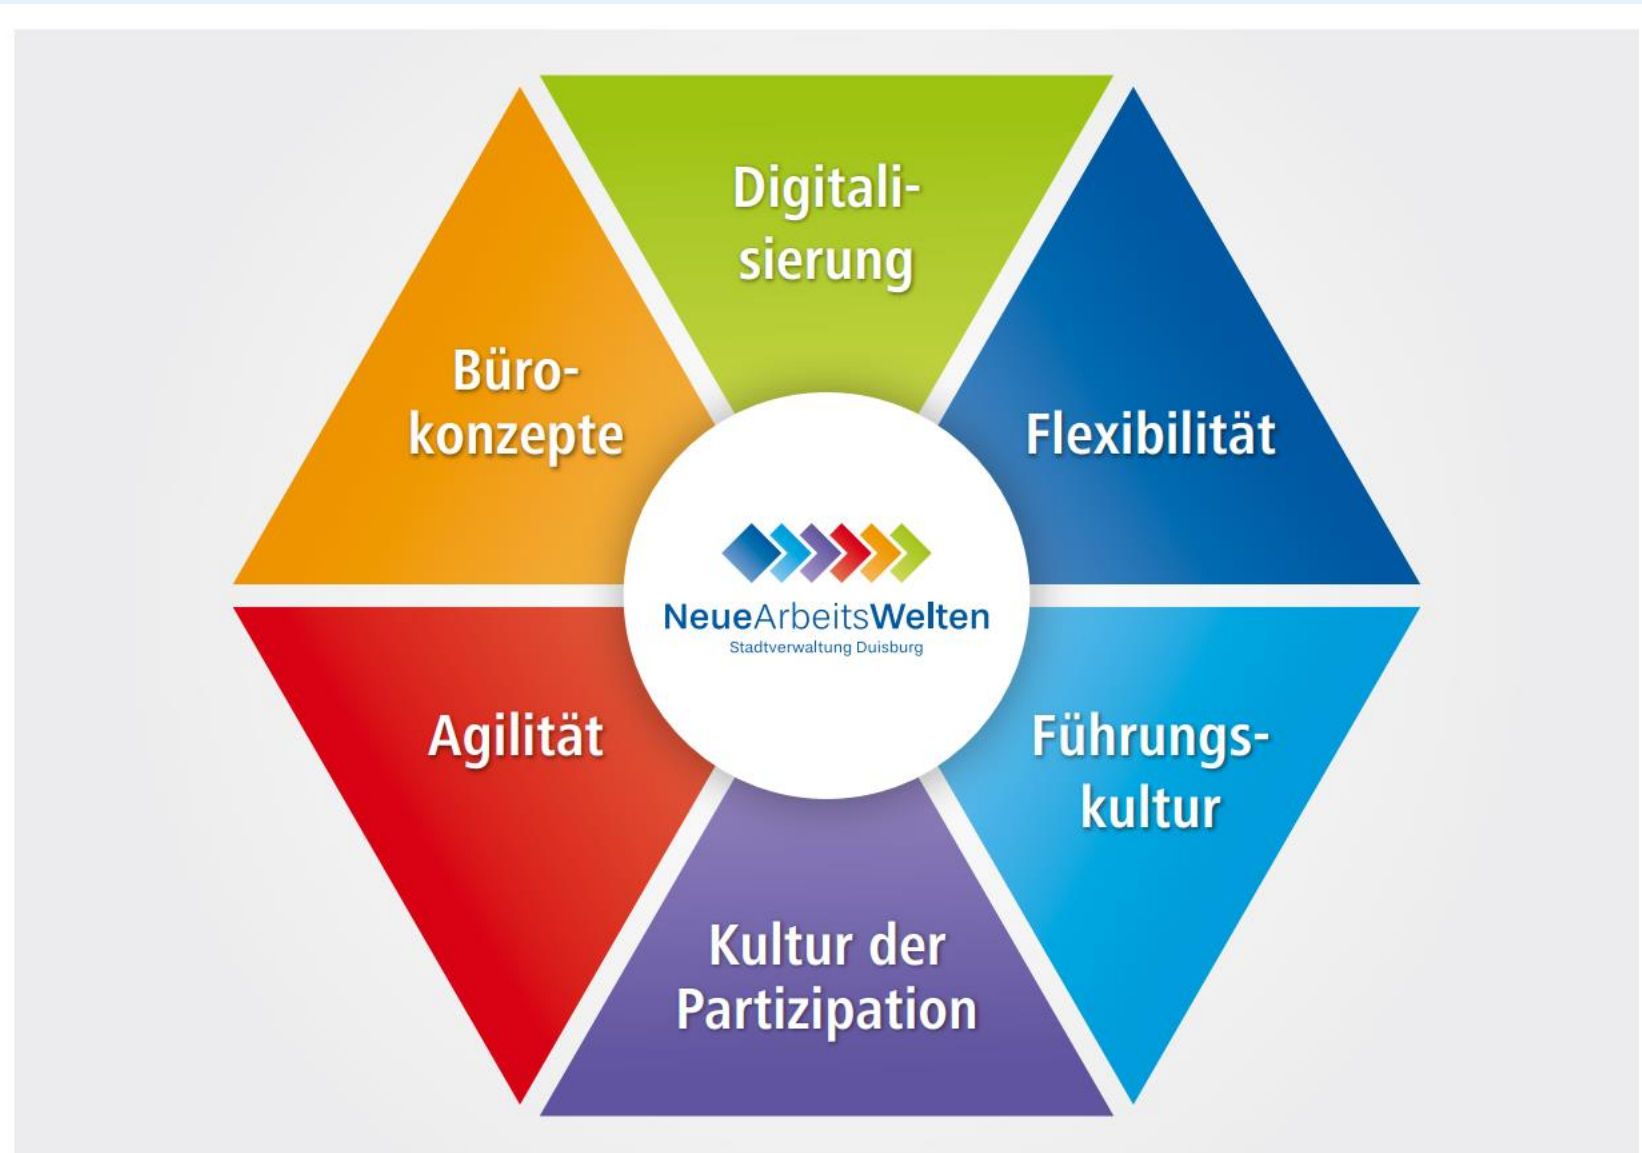 Digitali-
sierung
Büro-
konzepte
Flexibilität
NeueArbeitsWelten
Stadtverwaltung Duisburg
Agilität
Führungs-
kultur
Kultur der
Partizipation